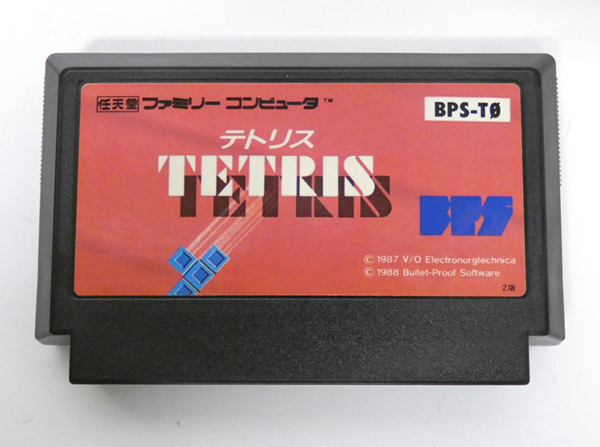 任天堂 ファミリー コンピュータ™
BPS-TØ
テトリス
TETRIS
BPS
© 1987 V/O Electronorgtechnica
© 1988 Bullet-Proof Software
2版